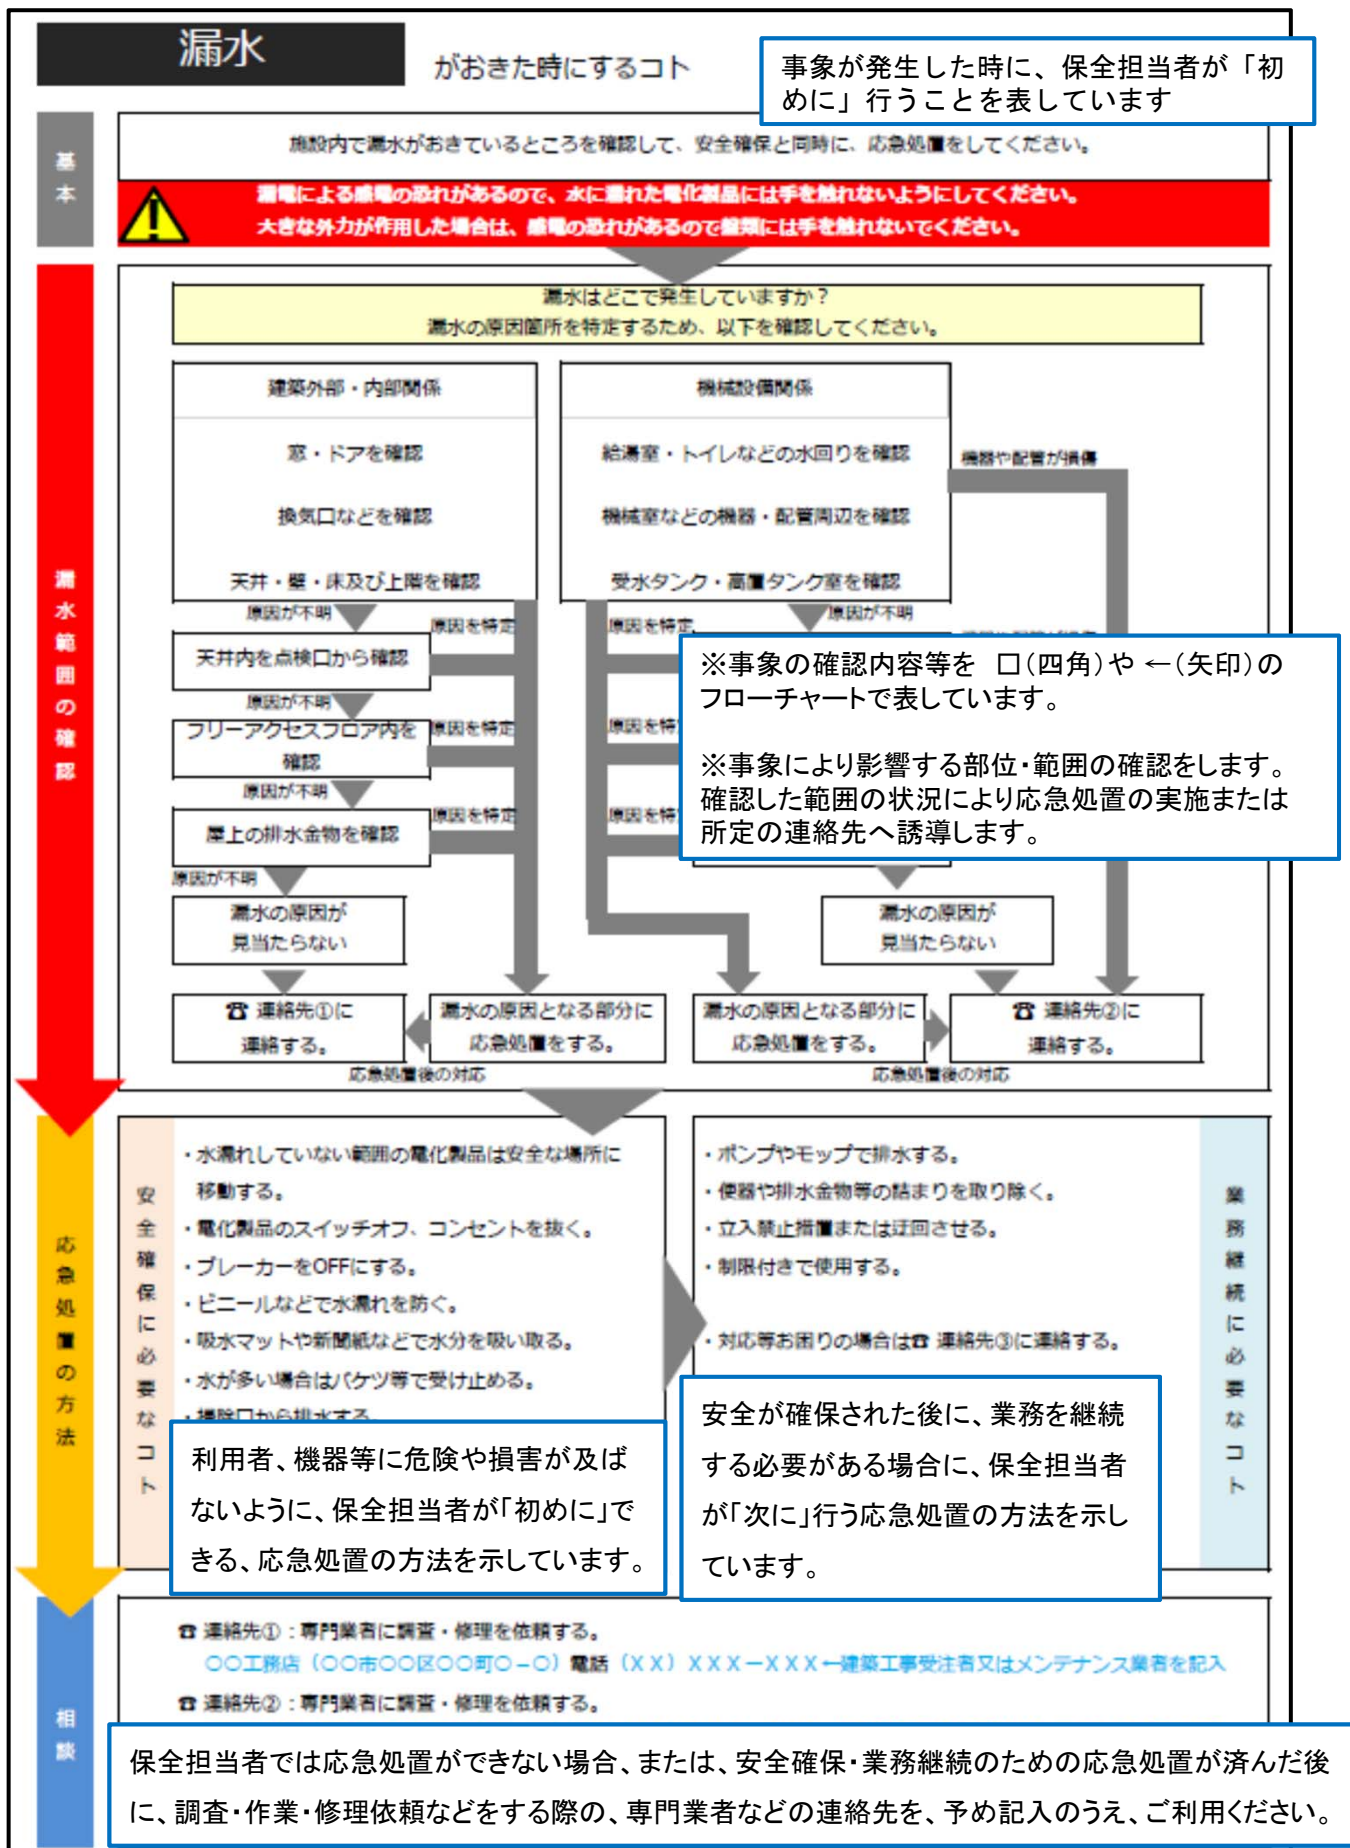 漏水
がおきた時にするコト
事象が発生した時に、保全担当者が「初
めに」行うことを表しています
基本
施設内で漏水がおきているところを確認して、安全確保と同時に、応急処置をしてください。
漏電による感電の恐れがあるので、水に濡れた電化製品には手を触れないようにしてください。
大きな外力が作用した場合は、感電の恐れがあるので盤類には手を触れないでください。
漏水範囲の確認
漏水はどこで発生していますか?
漏水の原因箇所を特定するため、以下を確認してください。
建築外部・内部関係
窓・ドアを確認
換気口などを確認
天井・壁・床及び上階を確認
機械設備関係
給湯室・トイレなどの水回りを確認
機械室などの機器・配管周辺を確認
受水タンク・高置タンク室を確認
機器や配管が損傷
原因が不明
原因を特定
原因を特定
原因が不明
天井内を点検口から確認
原因が不明
フリーアクセスフロア内を
確認
原因を特定
原因を特
原因が不明
屋上の排水金物を確認
原因を特定
原因を特
原因が不明
※事象の確認内容等を 口(四角)や ←(矢印)の
フローチャートで表しています。
※事象により影響する部位・範囲の確認をします。
確認した範囲の状況により応急処置の実施または
所定の連絡先へ誘導します。
漏水の原因が
見当たらない
漏水の原因が
見当たらない
☎ 連絡先①に
連絡する。
漏水の原因となる部分に
応急処置をする。
漏水の原因となる部分に
応急処置をする。
☎ 連絡先②に
連絡する。
応急処置後の対応
応急処置後の対応
応急処置の方法
安全確保に必要なコト
・水濡れしていない範囲の電化製品は安全な場所に
移動する。
・電化製品のスイッチオフ、コンセントを抜く。
・ブレーカーをOFFにする。
・ビニールなどで水濡れを防ぐ。
・吸水マットや新聞紙などで水分を吸い取る。
・水が多い場合はバケツ等で受け止める。
・掃除口から排水する
利用者、機器等に危険や損害が及ば
ないように、保全担当者が「初めに」で
きる、応急処置の方法を示しています。
・ポンプやモップで排水する。
・便器や排水金物等の詰まりを取り除く。
・立入禁止措置または迂回させる。
・制限付きで使用する。
・対応等お困りの場合は☎ 連絡先③に連絡する。
業務継続に必要なコト
安全が確保された後に、業務を継続
する必要がある場合に、保全担当者
が「次に」行う応急処置の方法を示し
ています。
相談
☎ 連絡先①:専門業者に調査・修理を依頼する。
○○工務店(○○市○○区○○町○-○)電話(XX)XXX-XXX←建築工事受注者又はメンテナンス業者を記入
☎ 連絡先②:専門業者に調査・修理を依頼する。
保全担当者では応急処置ができない場合、または、安全確保・業務継続のための応急処置が済んだ後
に、調査・作業・修理依頼などをする際の、専門業者などの連絡先を、予め記入のうえ、ご利用ください。